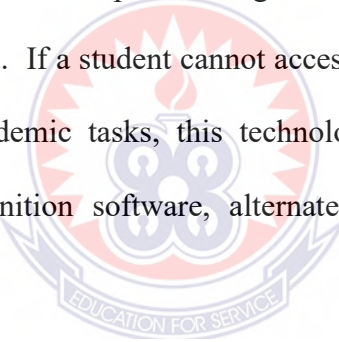 . If a student cannot acces
demic tasks, this technolo
nition software, alternate
EDUCATION FOR SERVICE